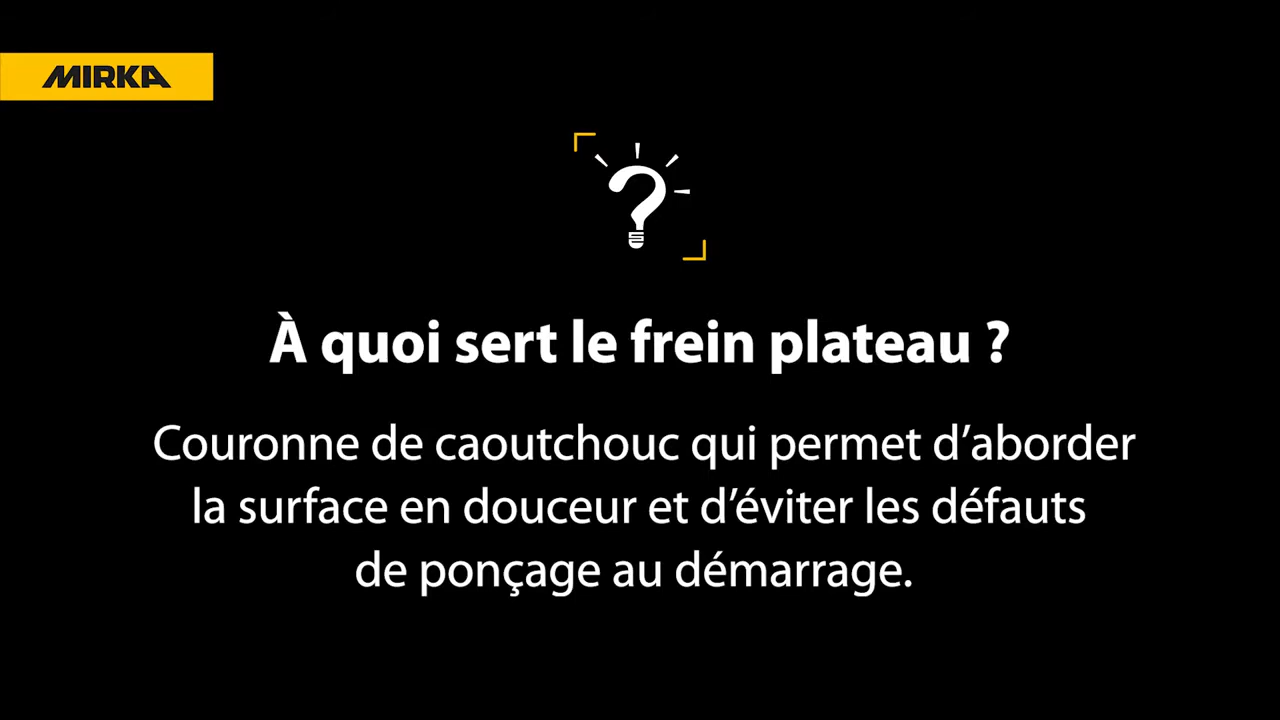 MIRKA
À quoi sert le frein plateau ?
Couronne de caoutchouc qui permet d’aborder
la surface en douceur et d’éviter les défauts
de ponçage au démarrage.